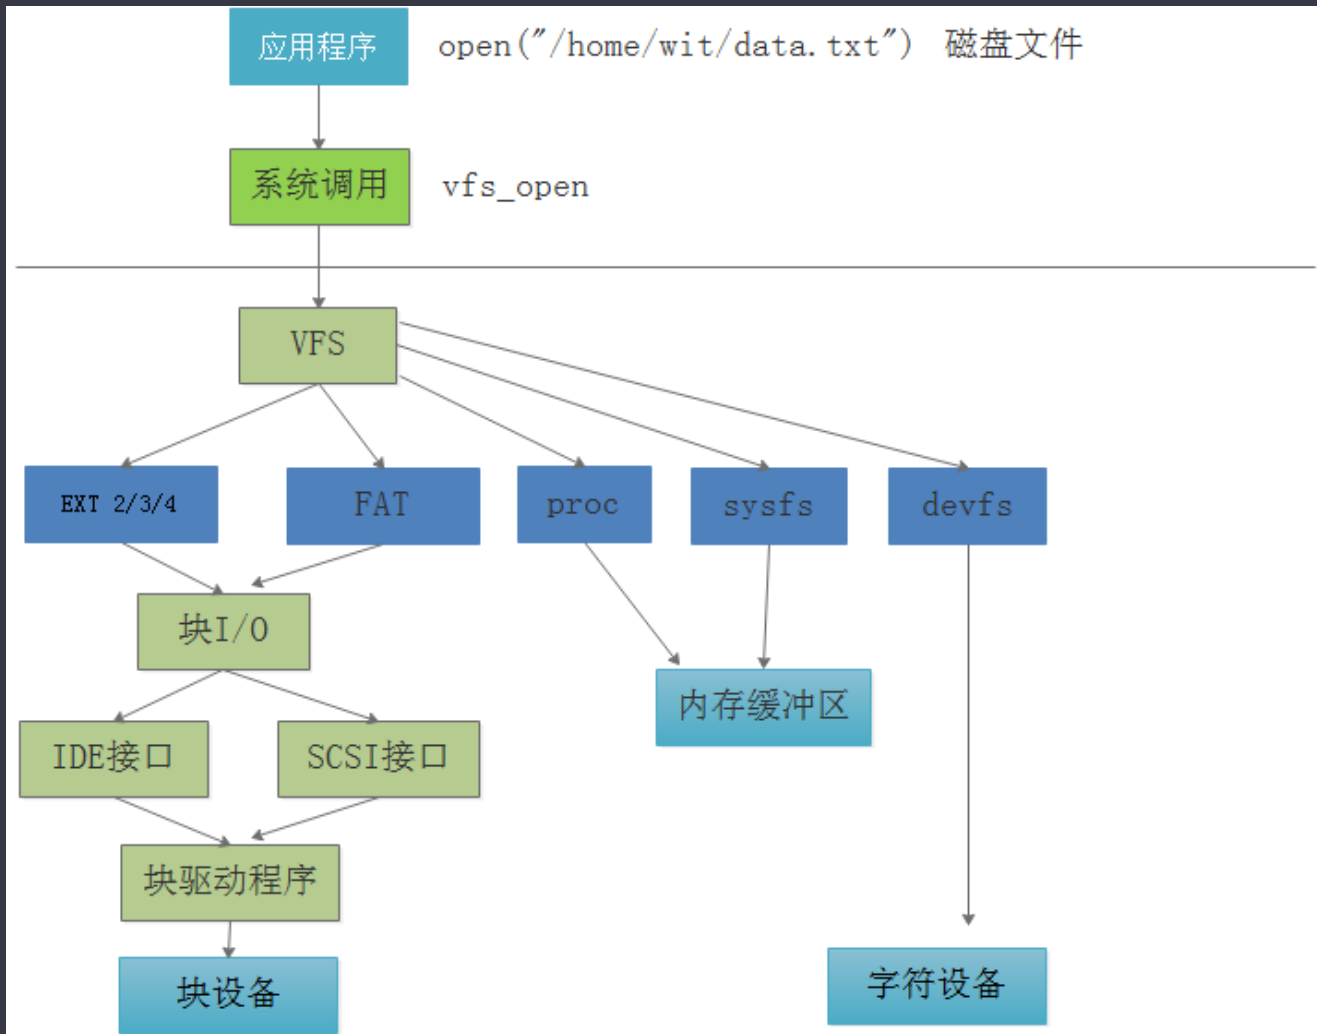 应用程序 open("/home/wit/data.txt") 磁盘文件
系统调用 vfs_open
VFS
EXT 2/3/4 FAT proc sysfs devfs
块I/O
内存缓冲区
IDE接口 SCSI接口
块驱动程序
块设备 字符设备